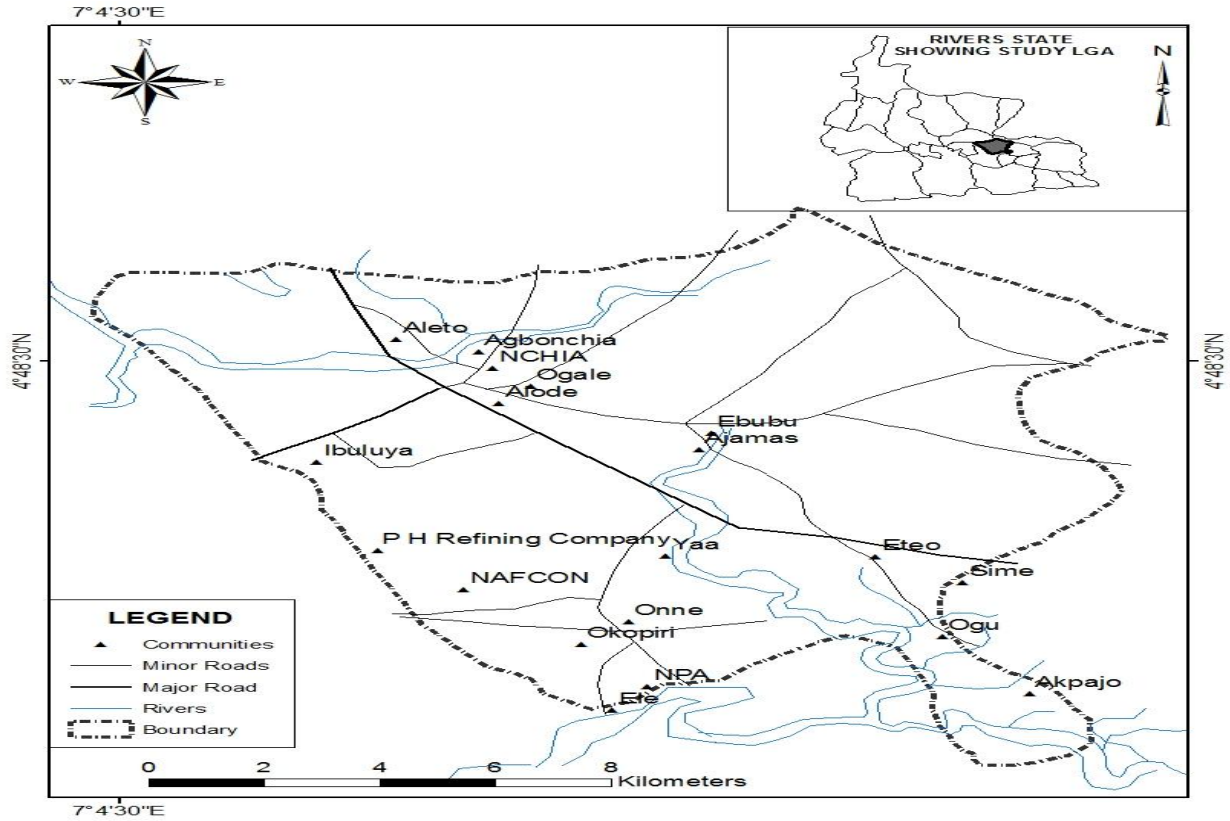 7°4'30"E
N
W
E
S
RIVERS STATE
SHOWING STUDY LGA
N
S
4°48'30"N
4°48'30"N
Aleto
Agbonchia
NCHIA
Ogale
Alode
Ebubu
Ajamas
Ibuluya
P H Refining Company
Yaa
Eteo
Sime
NAFCON
Onne
Okopiri
Ogu
NPA
Ele
Akpajo
LEGEND
Communities
Minor Roads
Major Road
Rivers
Boundary
0 2 4 6 8
Kilometers
7°4'30"E